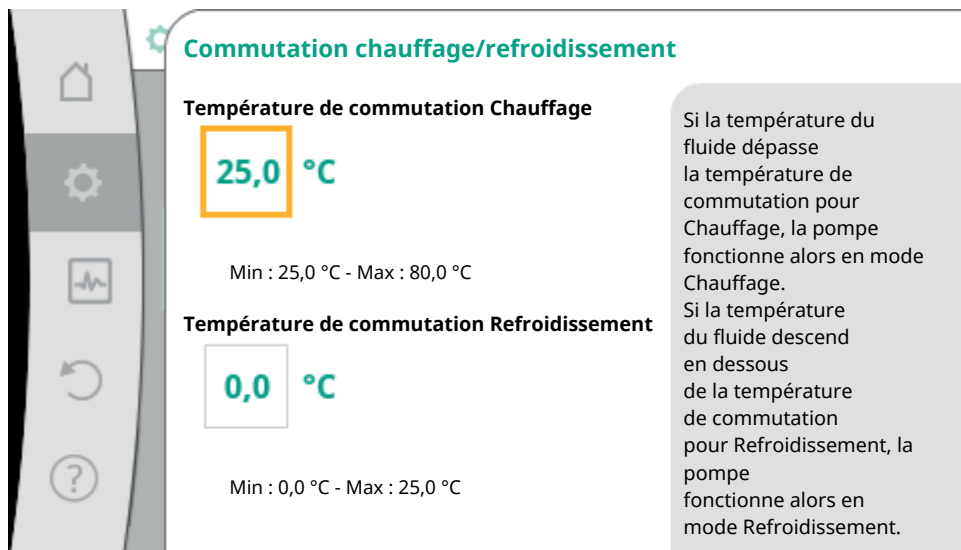 Commutation chauffage/refroidissement
Température de commutation Chauffage
25,0 °C
Min : 25,0 °C - Max : 80,0 °C
Température de commutation Refroidissement
0,0 °C
Min : 0,0 °C - Max : 25,0 °C
Si la température du
fluide dépasse
la température de
commutation pour
Chauffage, la pompe
fonctionne alors en mode
Chauffage.
Si la température
du fluide descend
en dessous
de la température
de commutation
pour Refroidissement, la
pompe
fonctionne alors en
mode Refroidissement.
?